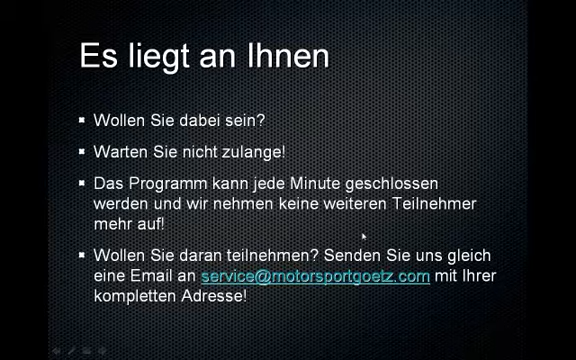 Es liegt an Ihnen
Wollen Sie dabei sein?
Warten Sie nicht zulange!
Das Programm kann jede Minute geschlossen
werden und wir nehmen keine weiteren Teilnehmer
mehr auf!
Wollen Sie daran teilnehmen? Senden Sie uns gleich
eine Email an service@motorsportgoetz.com mit Ihrer
kompletten Adresse!